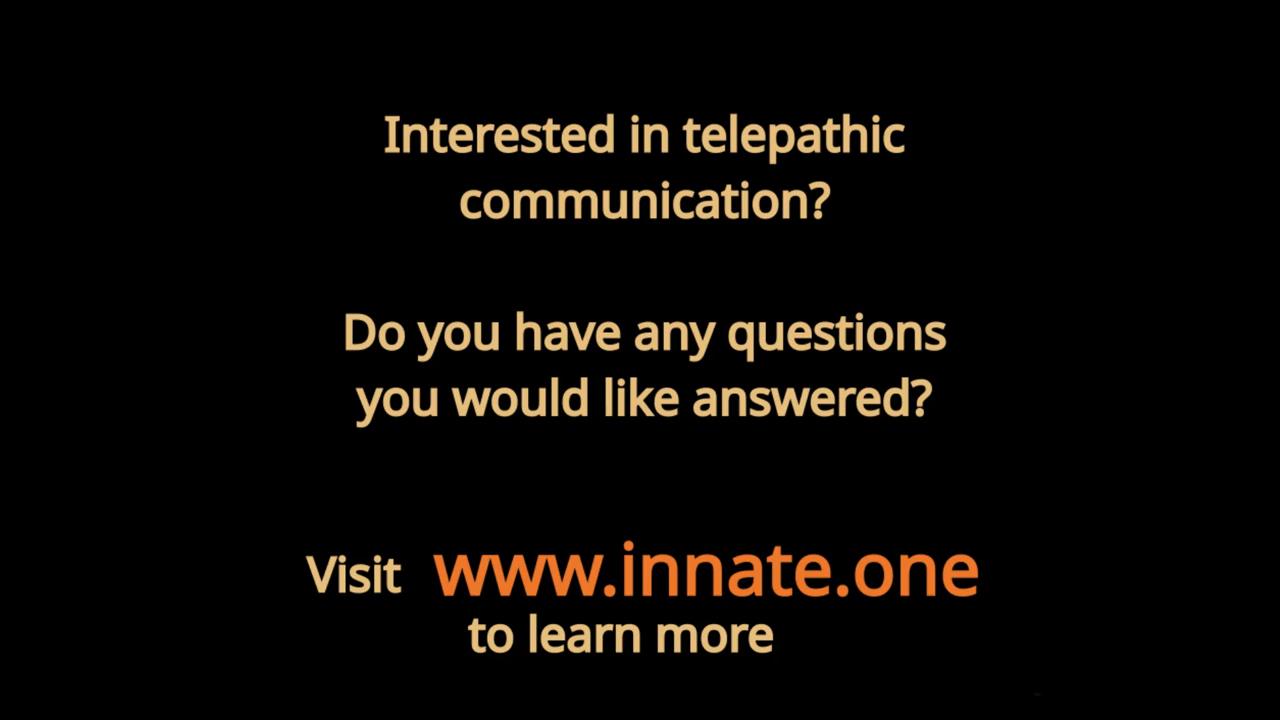 Interested in telepathic
communication?
Do you have any questions
you would like answered?
Visit www.innate.one
to learn more